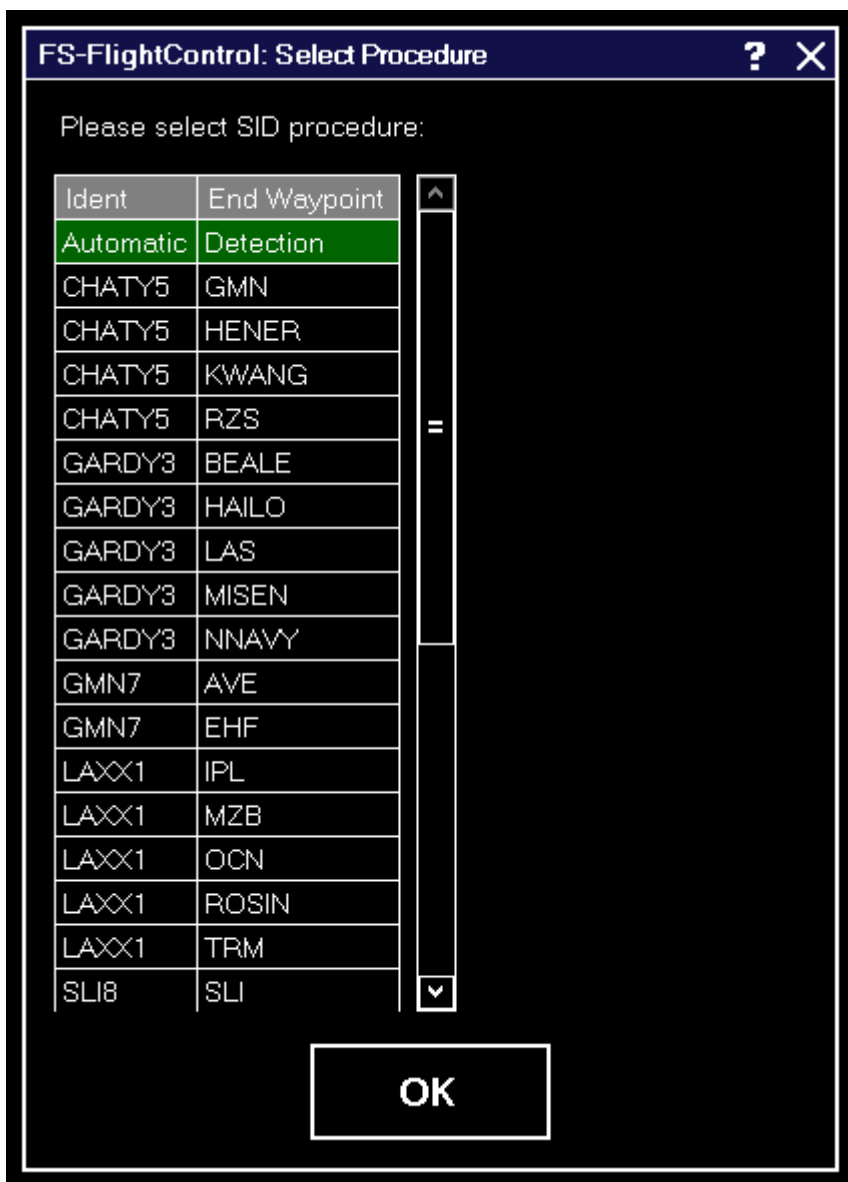 FS-FlightControl: Select Procedure ? X
Please select SID procedure:
Ident End Waypoint
Automatic Detection
CHATY5 GMN
CHATY5 HENER
CHATY5 KWANG
CHATY5 RZS
GARDY3 BEALE
GARDY3 HAILO
GARDY3 LAS
GARDY3 MISEN
GARDY3 NNAVY
GMN7 AVE
GMN7 EHF
LAXX1 IPL
LAXX1 MZB
LAXX1 OCN
LAXX1 ROSIN
LAXX1 TRM
SLI8 SLI
OK